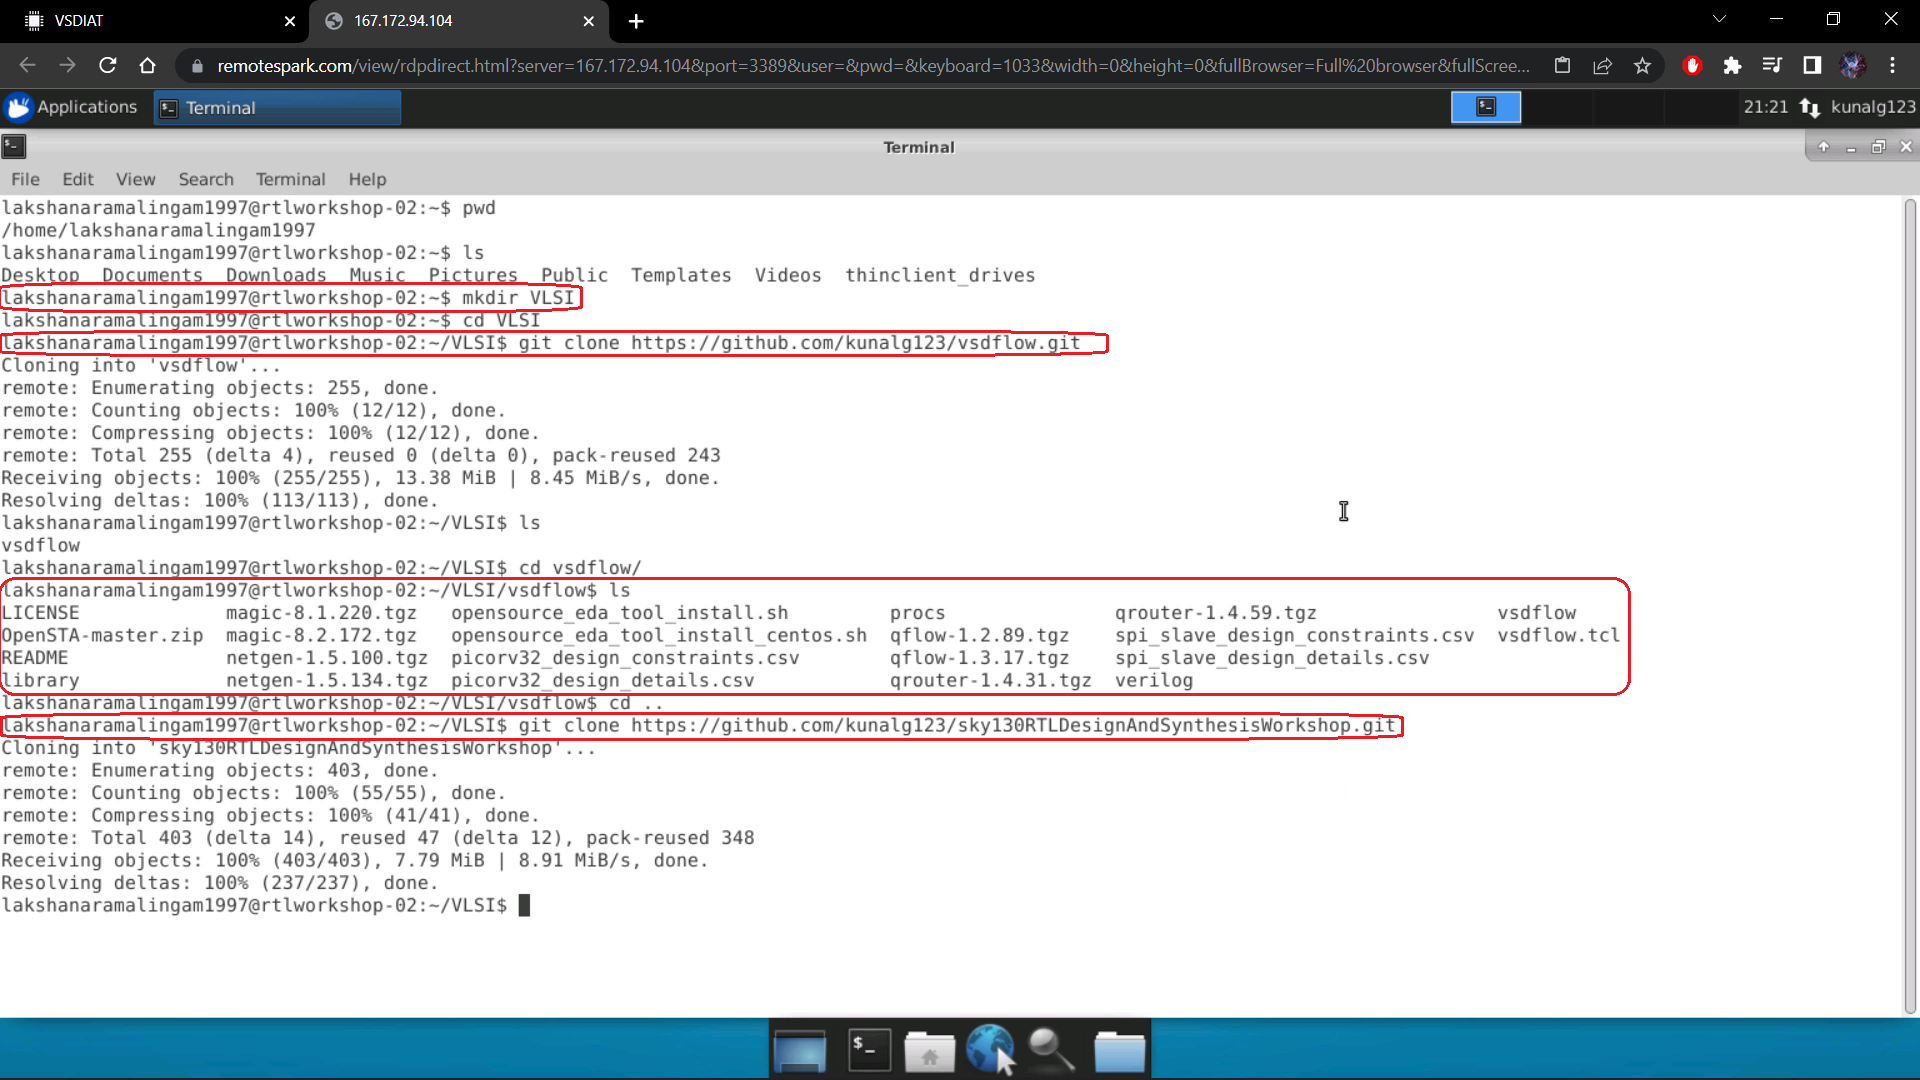 VSDIAT
167.172.94.104
remotespark.com/view/rdpdirect.html?server=167.172.94.104&port=3389&user=&pwd=&keyboard=1033&width=0&height=0&fullBrowser=Full%20browser&fullScree...
Applications
Terminal
21:21
kunalg123
Terminal
File Edit View Search Terminal Help
lakshanaramalingam1997@rtlworkshop-02:~$ pwd
/home/lakshanaramalingam1997
lakshanaramalingam1997@rtlworkshop-02:~$ ls
Desktop Documents Downloads Music Pictures Public Templates Videos thinclient_drives
lakshanaramalingam1997@rtlworkshop-02:~$ mkdir VLSI
lakshanaramalingam1997@rtlworkshop-02:~$ cd VLSI
lakshanaramalingam1997@rtlworkshop-02:~/VLSI$ git clone https://github.com/kunalg123/vsdflow.git
Cloning into 'vsdflow'...
remote: Enumerating objects: 255, done.
remote: Counting objects: 100% (12/12), done.
remote: Compressing objects: 100% (12/12), done.
remote: Total 255 (delta 4), reused 0 (delta 0), pack-reused 243
Receiving objects: 100% (255/255), 13.38 MiB | 8.45 MiB/s, done.
Resolving deltas: 100% (113/113), done.
lakshanaramalingam1997@rtlworkshop-02:~/VLSI$ ls
vsdflow
lakshanaramalingam1997@rtlworkshop-02:~/VLSI$ cd vsdflow/
lakshanaramalingam1997@rtlworkshop-02:~/VLSI/vsdflow$ ls
LICENSE magic-8.1.220.tgz opensource_eda_tool_install.sh procs qrouter-1.4.59.tgz vsdflow
OpenSTA-master.zip magic-8.2.172.tgz opensource_eda_tool_install_centos.sh qflow-1.2.89.tgz spi_slave_design_constraints.csv vsdflow.tcl
README netgen-1.5.100.tgz picorv32_design_constraints.csv qflow-1.3.17.tgz spi_slave_design_details.csv
library netgen-1.5.134.tgz picorv32_design_details.csv qrouter-1.4.31.tgz verilog
lakshanaramalingam1997@rtlworkshop-02:~/VLSI/vsdflow$ cd ..
lakshanaramalingam1997@rtlworkshop-02:~/VLSI$ git clone https://github.com/kunalg123/sky130RTLDesignAndSynthesisWorkshop.git
Cloning into 'sky130RTLDesignAndSynthesisWorkshop'...
remote: Enumerating objects: 403, done.
remote: Counting objects: 100% (55/55), done.
remote: Compressing objects: 100% (41/41), done.
remote: Total 403 (delta 14), reused 47 (delta 12), pack-reused 348
Receiving objects: 100% (403/403), 7.79 MiB | 8.91 MiB/s, done.
Resolving deltas: 100% (237/237), done.
lakshanaramalingam1997@rtlworkshop-02:~/VLSI$